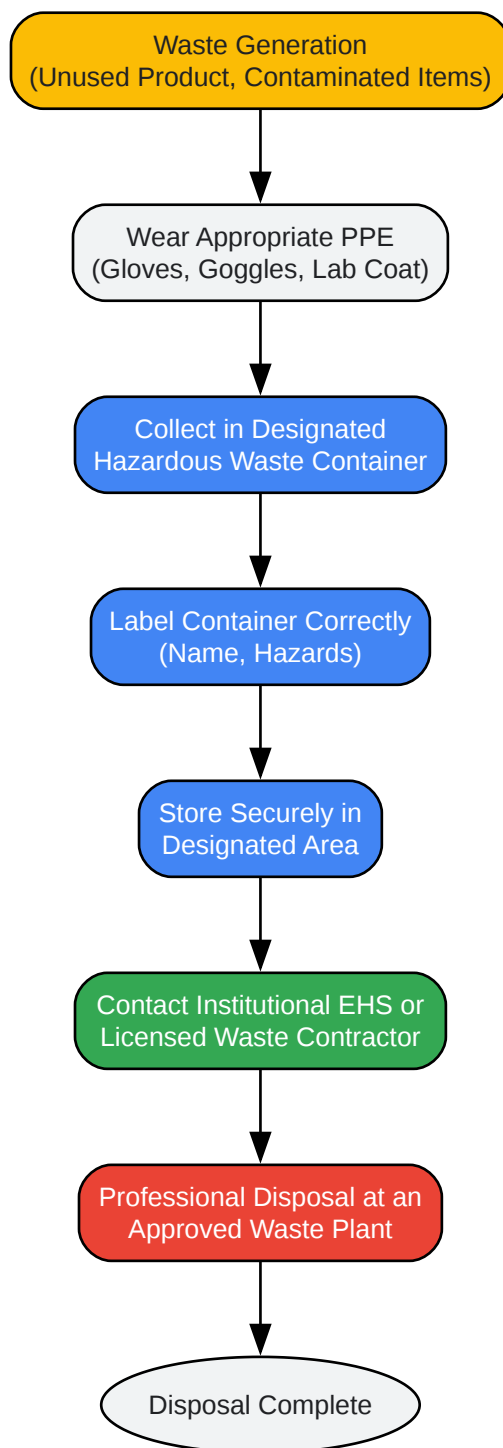 Waste Generation
(Unused Product, Contaminated Items)
Wear Appropriate PPE
(Gloves, Goggles, Lab Coat)
Collect in Designated
Hazardous Waste Container
Label Container Correctly
(Name, Hazards)
Store Securely in
Designated Area
Contact Institutional EHS or
Licensed Waste Contractor
Professional Disposal at an
Approved Waste Plant
Disposal Complete